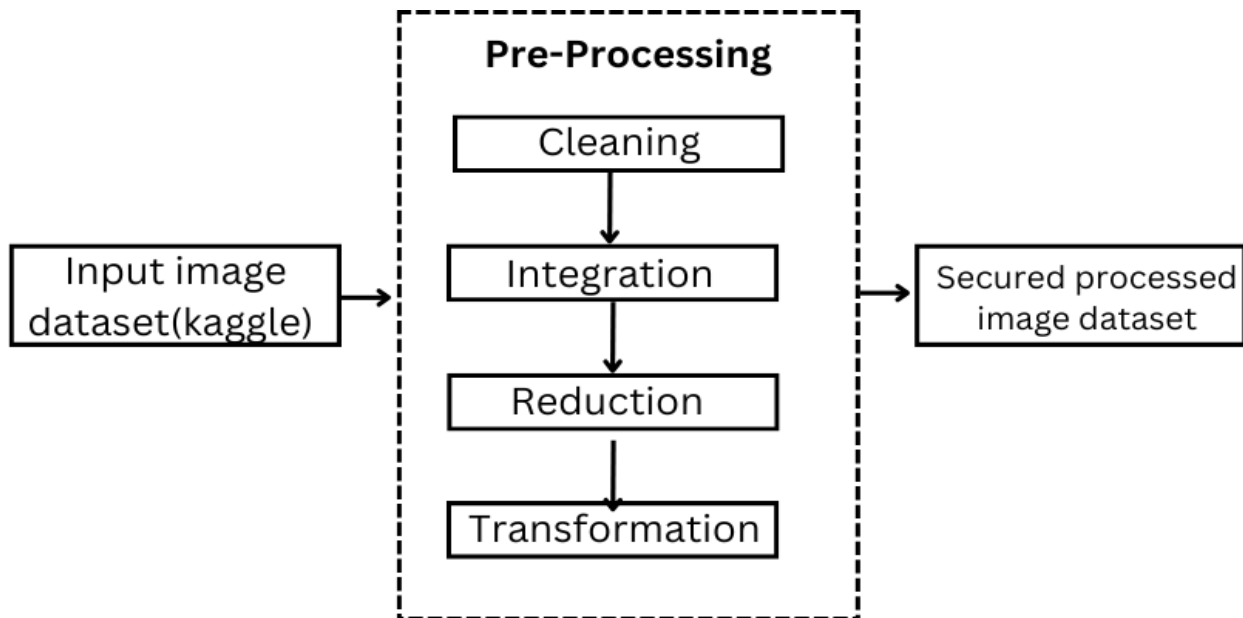 Pre-Processing
Cleaning
Input image
dataset(kaggle)
Integration
Reduction
Transformation
Secured processed
image dataset